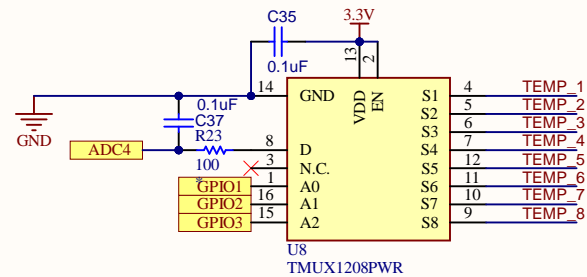 C35
3.3V
0.1uF
13
2
14
GND
VDD
EN
S1
4
TEMP_1
S2
5
TEMP_2
S3
6
TEMP_3
S4
7
TEMP_4
S5
12
TEMP_5
S6
11
TEMP_6
S7
10
TEMP_7
S8
9
TEMP_8
GND
0.1uF
C37
R23
100
ADC4
8
D
3
N.C.
*
GPIO1
1
A0
GPIO2
16
A1
GPIO3
15
A2
U8
TMUX1208PWR